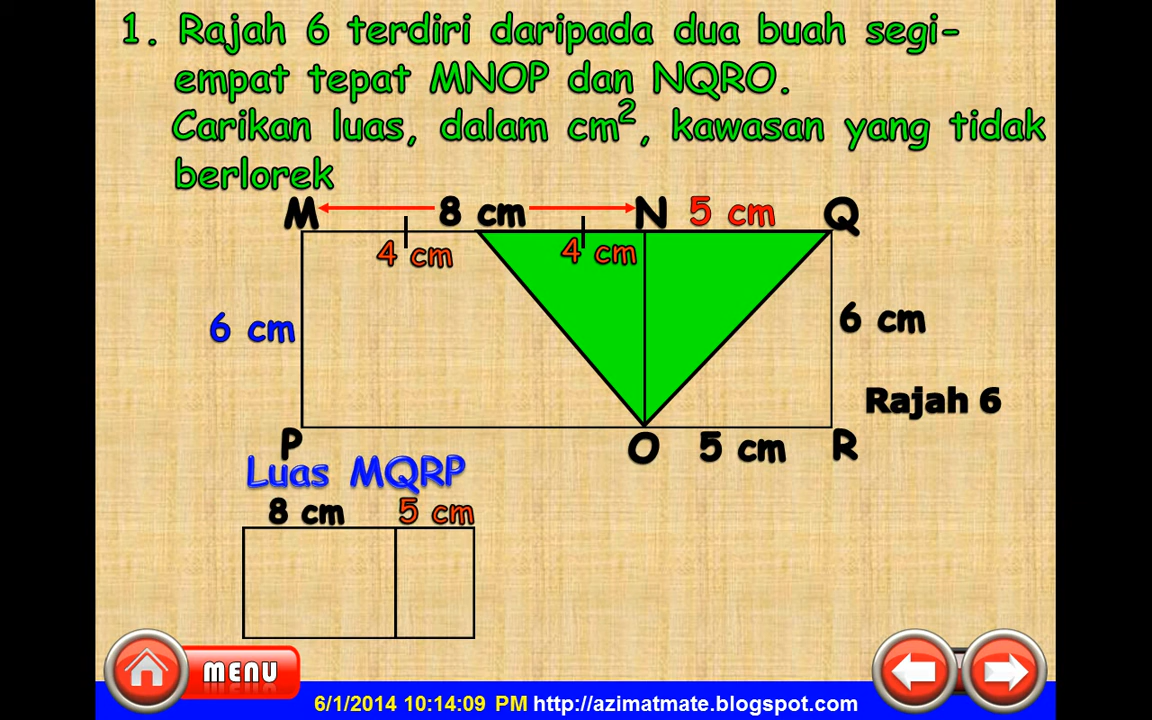 1. Rajah 6 terdiri daripada dua buah segi-
empat tepat MNOP dan NQRO.
Carikan luas, dalam cm², kawasan yang tidak
berlorek
M 8 cm N 5 cm Q
4 cm 4 cm
6 cm 6 cm
Rajah 6
P O 5 cm R
Luas MQRP
8 cm 5 cm
MENU
6/1/2014 10:14:09 PM http://azimatmate.blogspot.com